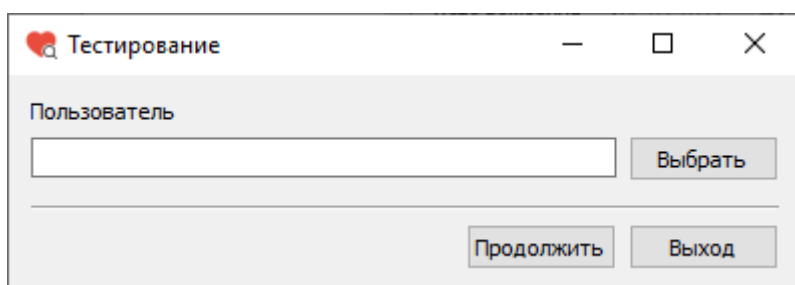 Тестирование
Пользователь
Выбрать
Продолжить Выход